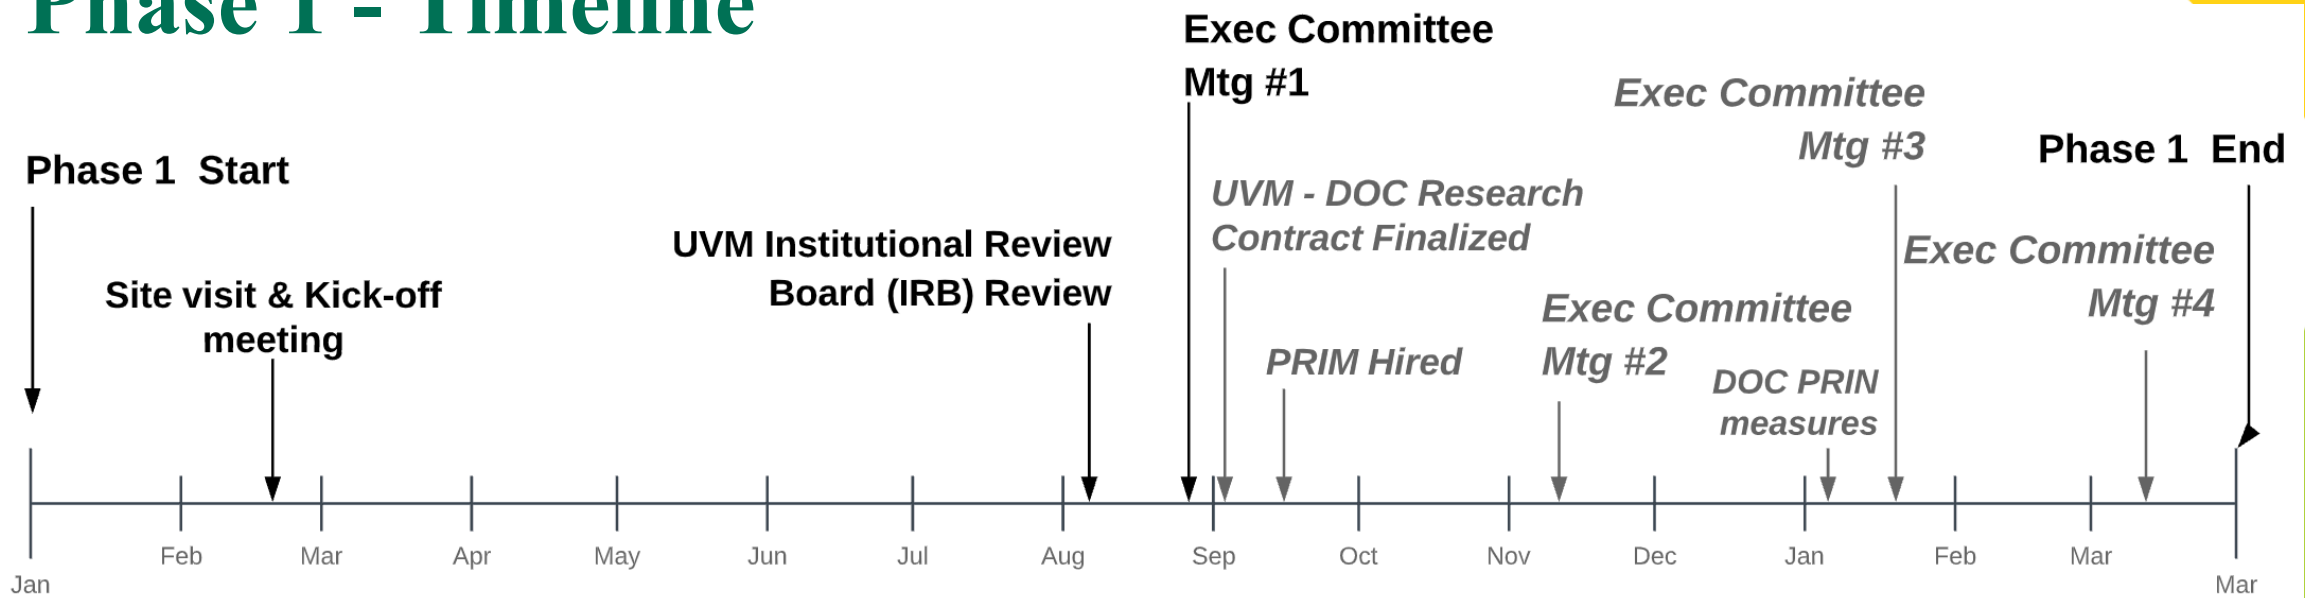 Phase 1 - Timeline
Exec Committee
Mtg #1
Exec Committee
Mtg #3
Phase 1 End
Phase 1 Start
UVM - DOC Research
Contract Finalized
UVM Institutional Review
Board (IRB) Review
Exec Committee
Mtg #4
Site visit & Kick-off
meeting
Exec Committee
Mtg #2
PRIM Hired
DOC PRIN
measures
Jan
Feb
Mar
Apr
May
Jun
Jul
Aug
Sep
Oct
Nov
Dec
Jan
Feb
Mar
Mar